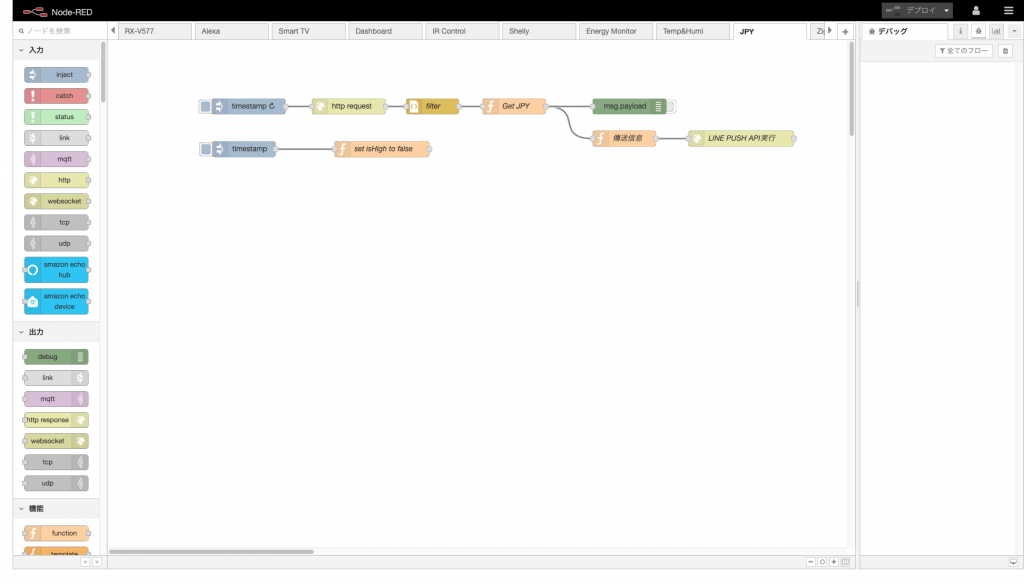 Node-RED
デプロイ
ノードを検索
RX-V577
Alexa
Smart TV
Dashboard
IR Control
Shelly
Energy Monitor
Temp&Humi
JPY
デバッグ
全てのフロー
入力
inject
catch
status
link
mqtt
http
websocket
tcp
udp
amazon echo
hub
amazon echo
device
出力
debug
link
mqtt
http response
websocket
tcp
udp
機能
function
template
timestamp ↻
http request
filter
Get JPY
msg.payload
傳送信息
LINE PUSH API実行
timestamp
set isHigh to false